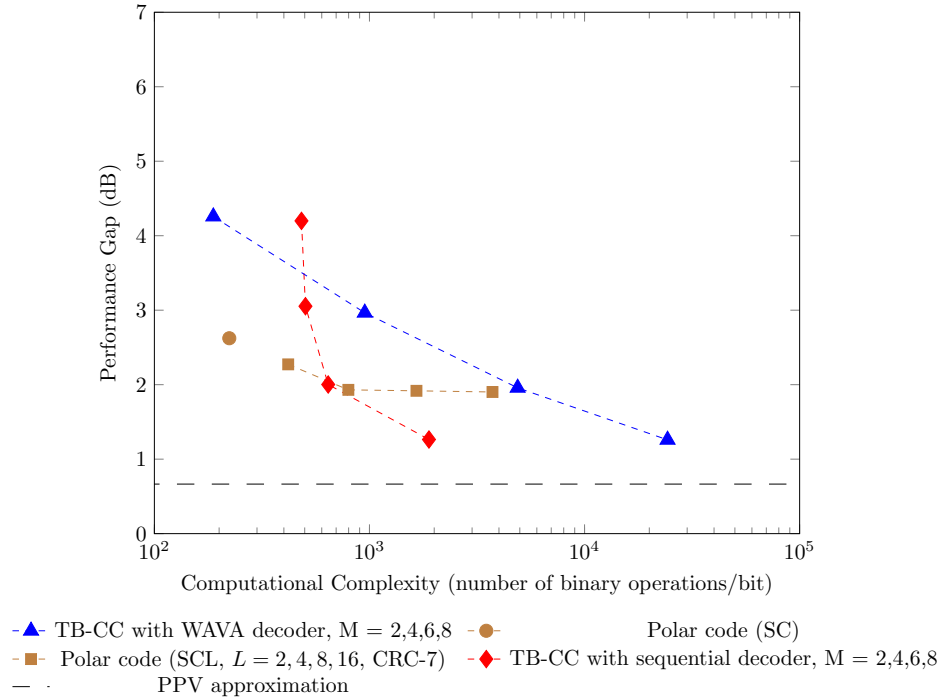 7
6
5
4
3
2
1
0
Performance Gap (dB)
10^2 10^3 10^4 10^5
Computational Complexity (number of binary operations/bit)
TB-CC with WAVA decoder, M = 2,4,6,8 Polar code (SC)
Polar code (SCL, L = 2, 4, 8, 16, CRC-7) TB-CC with sequential decoder, M = 2,4,6,8
PPV approximation